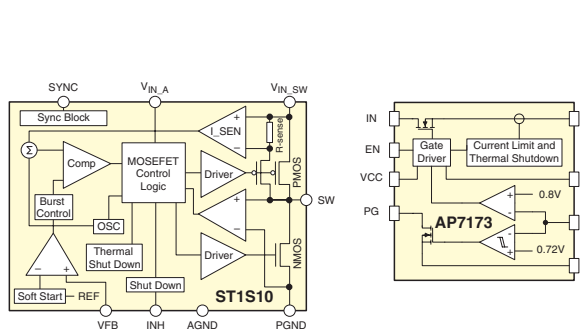 SYNC
VIN_A
VIN_SW
Sync Block
I_SEN
+
−
R-sense
Σ
Comp
MOSEFET
Control
Logic
Driver
PMOS
SW
Burst
Control
OSC
+
−
Thermal
Shut Down
Driver
NMOS
−
+
Shut Down
ST1S10
Soft Start
REF
VFB
INH
AGND
PGND
IN
EN
Gate
Driver
Current Limit and
Thermal Shutdown
VCC
+
0.8V
PG
AP7173
-
-
+
0.72V